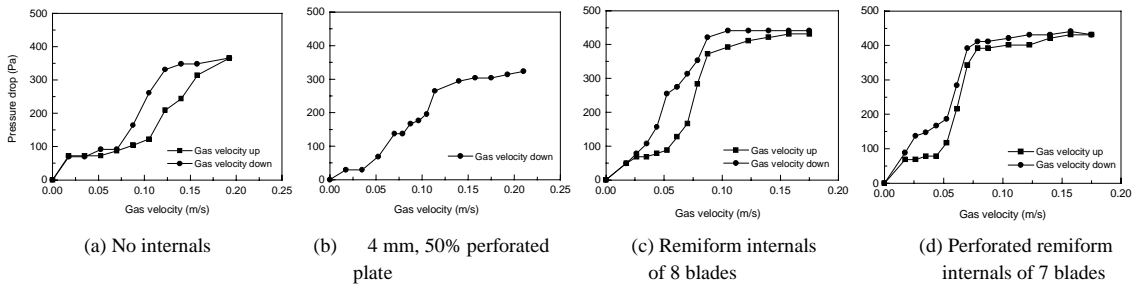 500
400
300
200
100
0
Pressure drop (Pa)
0.00 0.05 0.10 0.15 0.20 0.25
Gas velocity (m/s)
Gas velocity up
Gas velocity down
(a) No internals
500
400
300
200
100
0
0.00 0.05 0.10 0.15 0.20 0.25
Gas velocity (m/s)
Gas velocity down
(b) 4 mm, 50% perforated
plate
500
400
300
200
100
0
0.00 0.05 0.10 0.15 0.20
Gas velocity (m/s)
Gas velocity up
Gas velocity down
(c) Remiform internals
of 8 blades
500
400
300
200
100
0
0.00 0.05 0.10 0.15 0.20
Gas velocity (m/s)
Gas velocity up
Gas velocity down
(d) Perforated remiform
internals of 7 blades